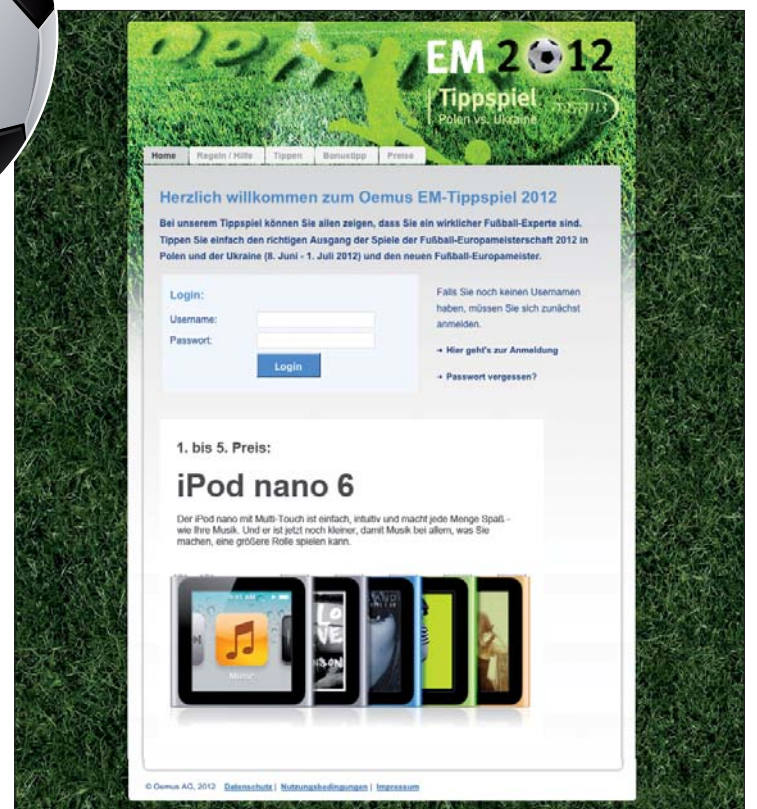 EM 2012
Tippspiel
Polen vs. Ukraine
Home Regeln / Hilfe Tippen Bonustipp Preise
Herzlich willkommen zum Oemus EM-Tippspiel 2012
Bei unserem Tippspiel können Sie allen zeigen, dass Sie ein wirklicher Fußball-Experte sind.
Tippen Sie einfach den richtigen Ausgang der Spiele der Fußball-Europameisterschaft 2012 in
Polen und der Ukraine (8. Juni - 1. Juli 2012) und den neuen Fußball-Europameister.
Login:
Username:
Passwort:
Login
Falls Sie noch keinen Usernamen
haben, müssen Sie sich zunächst
anmelden.
→ Hier geht's zur Anmeldung
→ Passwort vergessen?
1. bis 5. Preis:
iPod nano 6
Der iPod nano mit Multi-Touch ist einfach, intuitiv und macht jede Menge Spaß -
wie Ihre Musik. Und er ist jetzt noch kleiner, damit Musik bei allem, was Sie
machen, eine größere Rolle spielen kann.
9:41 AM
Music
LO
VE
© Oemus AG, 2012 Datenschutz | Nutzungsbedingungen | Impressum